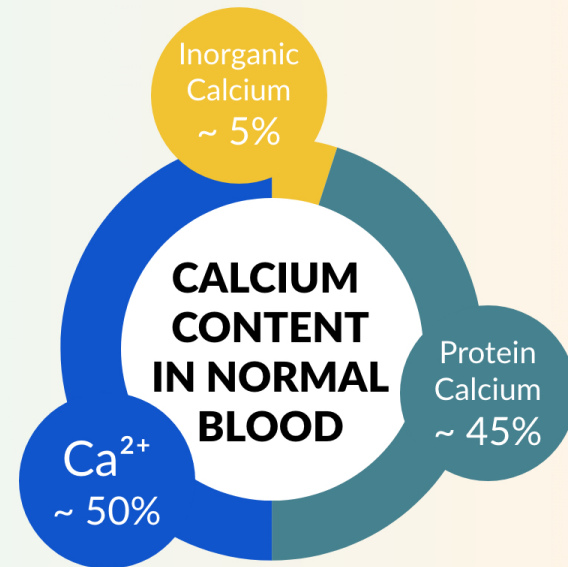 Inorganic
Calcium
~ 5%
CALCIUM
CONTENT
IN NORMAL
BLOOD
Protein
Calcium
~ 45%
Ca²⁺
~ 50%